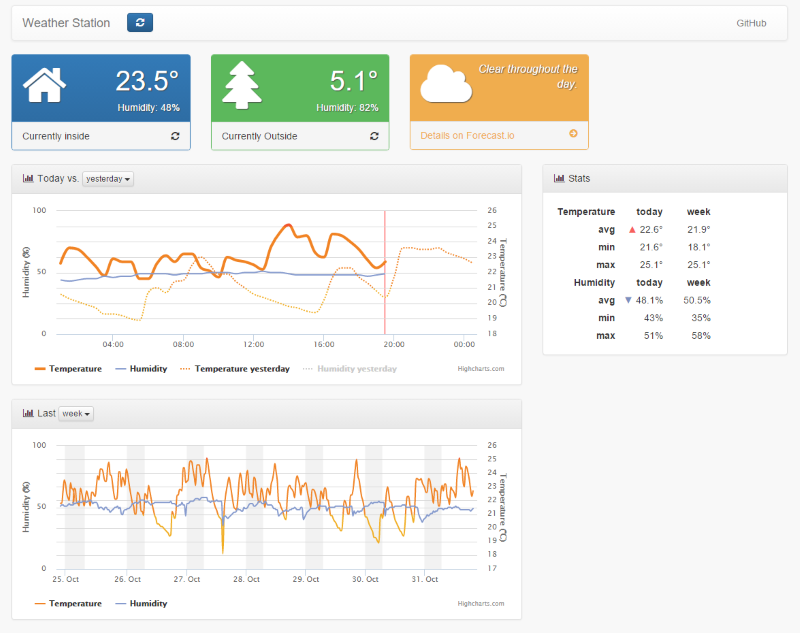 Weather Station
GitHub
23.5°
Humidity: 48%
Currently inside
5.1°
Humidity: 82%
Currently Outside
Clear throughout the
day.
Details on Forecast.io
Today vs. yesterday
100
50
0
Humidity (%)
26
25
24
23
22
21
20
19
18
Temperature (℃)
04:00 08:00 12:00 16:00 20:00 00:00
Temperature Humidity Temperature yesterday Humidity yesterday
Highcharts.com
Stats
Temperature today week
avg 22.6° 21.9°
min 21.6° 18.1°
max 25.1° 25.1°
Humidity today week
avg 48.1% 50.5%
min 43% 35%
max 51% 58%
Last week
100
50
0
Humidity (%)
26
25
24
23
22
21
20
19
18
17
Temperature (℃)
25. Oct 26. Oct 27. Oct 28. Oct 29. Oct 30. Oct 31. Oct
Temperature Humidity
Highcharts.com